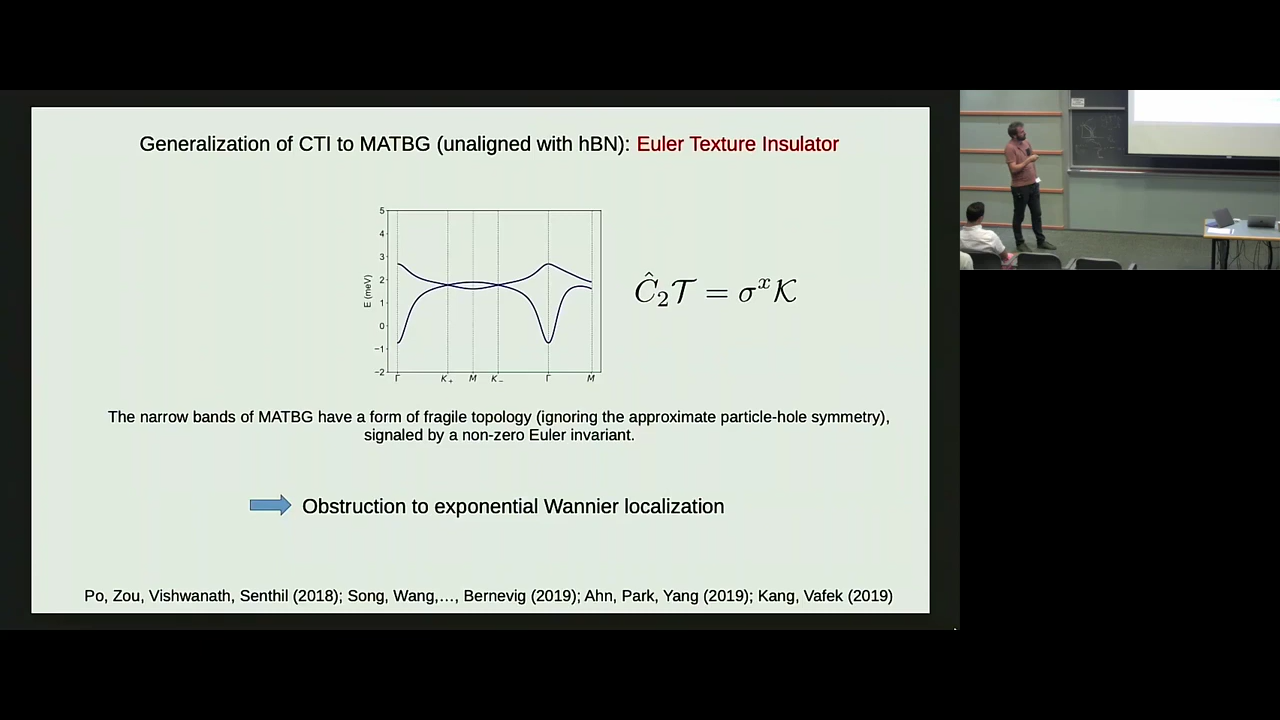 Generalization of CTI to MATBG (unaligned with hBN): Euler Texture Insulator
5
4
3
2
1
0
−1
−2
E (meV)
Γ K₊ M K₋ Γ M
Ĉ₂𝒯 = σˣ𝒦
The narrow bands of MATBG have a form of fragile topology (ignoring the approximate particle-hole symmetry),
signaled by a non-zero Euler invariant.
Obstruction to exponential Wannier localization
Po, Zou, Vishwanath, Senthil (2018); Song, Wang,..., Bernevig (2019); Ahn, Park, Yang (2019); Kang, Vafek (2019)